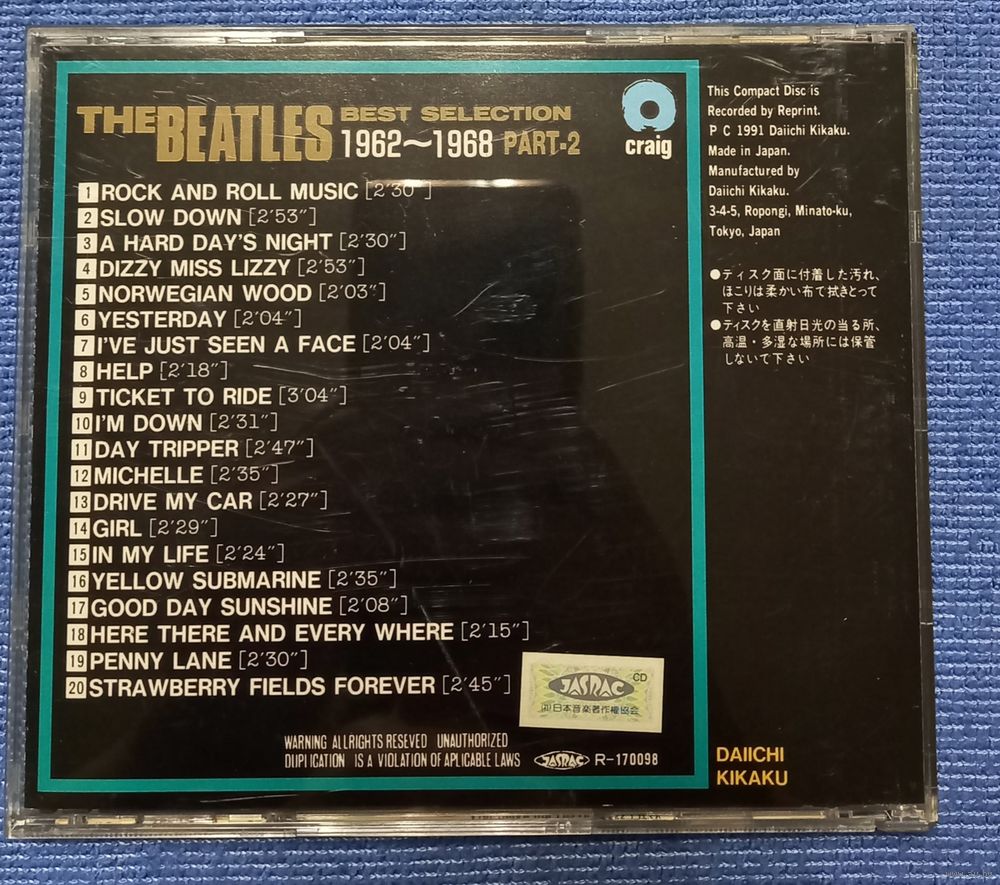 THE BEATLES BEST SELECTION
1962~1968 PART-2
craig
1 ROCK AND ROLL MUSIC [2'30"]
2 SLOW DOWN [2'53"]
3 A HARD DAY'S NIGHT [2'30"]
4 DIZZY MISS LIZZY [2'53"]
5 NORWEGIAN WOOD [2'03"]
6 YESTERDAY [2'04"]
7 I'VE JUST SEEN A FACE [2'04"]
8 HELP [2'18"]
9 TICKET TO RIDE [3'04"]
10 I'M DOWN [2'31"]
11 DAY TRIPPER [2'47"]
12 MICHELLE [2'35"]
13 DRIVE MY CAR [2'27"]
14 GIRL [2'29"]
15 IN MY LIFE [2'24"]
16 YELLOW SUBMARINE [2'35"]
17 GOOD DAY SUNSHINE [2'08"]
18 HERE THERE AND EVERY WHERE [2'15"]
19 PENNY LANE [2'30"]
20 STRAWBERRY FIELDS FOREVER [2'45"]
JASRAC CD
日本音楽著作権協会
WARNING ALLRIGHTS RESEVED UNAUTHORIZED
DUPLICATION IS A VIOLATION OF APLICABLE LAWS JASRAC R-170098
This Compact Disc is
Recorded by Reprint.
P C 1991 Daiichi Kikaku.
Made in Japan.
Manufactured by
Daiichi Kikaku.
3-4-5, Ropongi, Minato-ku,
Tokyo, Japan
●ディスク面に付着した汚れ、
ほこりは柔かい布で拭きとって
下さい
●ディスクを直射日光の当る所、
高温・多湿な場所には保管
しないで下さい
DAIICHI
KIKAKU